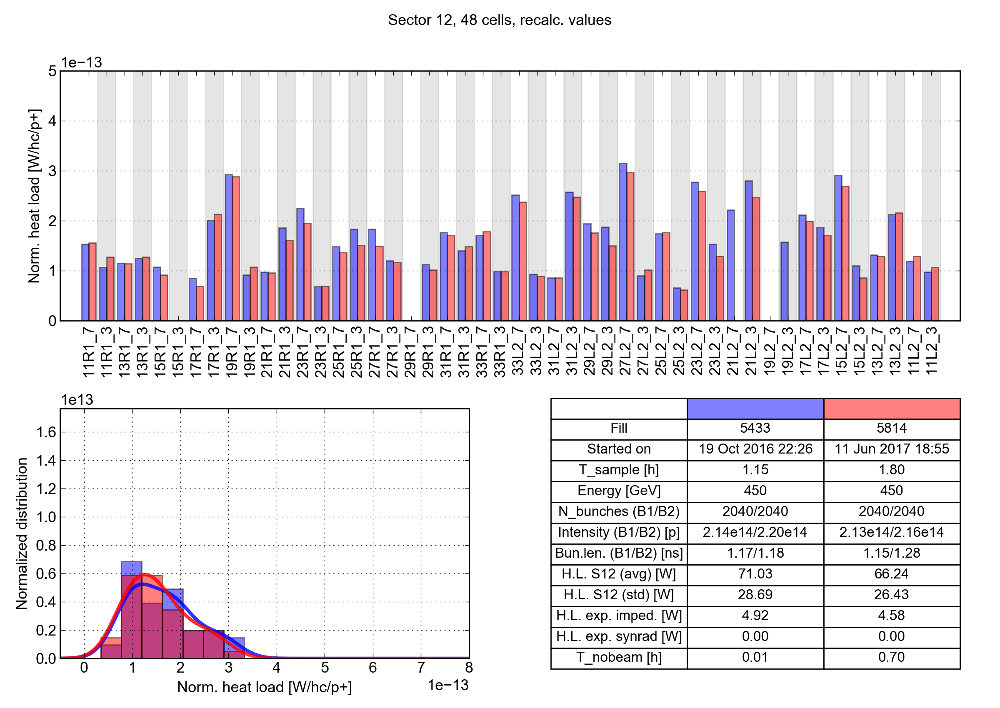 Sector 12, 48 cells, recalc. values
1e−13
5
4
3
2
1
0
Norm. heat load [W/hc/p+]
11R1_7
11R1_3
13R1_7
13R1_3
15R1_7
15R1_3
17R1_7
17R1_3
19R1_7
19R1_3
21R1_7
21R1_3
23R1_7
23R1_3
25R1_7
25R1_3
27R1_7
27R1_3
29R1_7
29R1_3
31R1_7
31R1_3
33R1_7
33R1_3
33L2_7
33L2_3
31L2_7
31L2_3
29L2_7
29L2_3
27L2_7
27L2_3
25L2_7
25L2_3
23L2_7
23L2_3
21L2_7
21L2_3
19L2_7
19L2_3
17L2_7
17L2_3
15L2_7
15L2_3
13L2_7
13L2_3
11L2_7
11L2_3
1e13
1.6
1.4
1.2
1.0
0.8
0.6
0.4
0.2
0.0
Normalized distribution
0 1 2 3 4 5 6 7 8
1e−13
Norm. heat load [W/hc/p+]
Fill 5433 5814
Started on 19 Oct 2016 22:26 11 Jun 2017 18:55
T_sample [h] 1.15 1.80
Energy [GeV] 450 450
N_bunches (B1/B2) 2040/2040 2040/2040
Intensity (B1/B2) [p] 2.14e14/2.20e14 2.13e14/2.16e14
Bun.len. (B1/B2) [ns] 1.17/1.18 1.15/1.28
H.L. S12 (avg) [W] 71.03 66.24
H.L. S12 (std) [W] 28.69 26.43
H.L. exp. imped. [W] 4.92 4.58
H.L. exp. synrad [W] 0.00 0.00
T_nobeam [h] 0.01 0.70